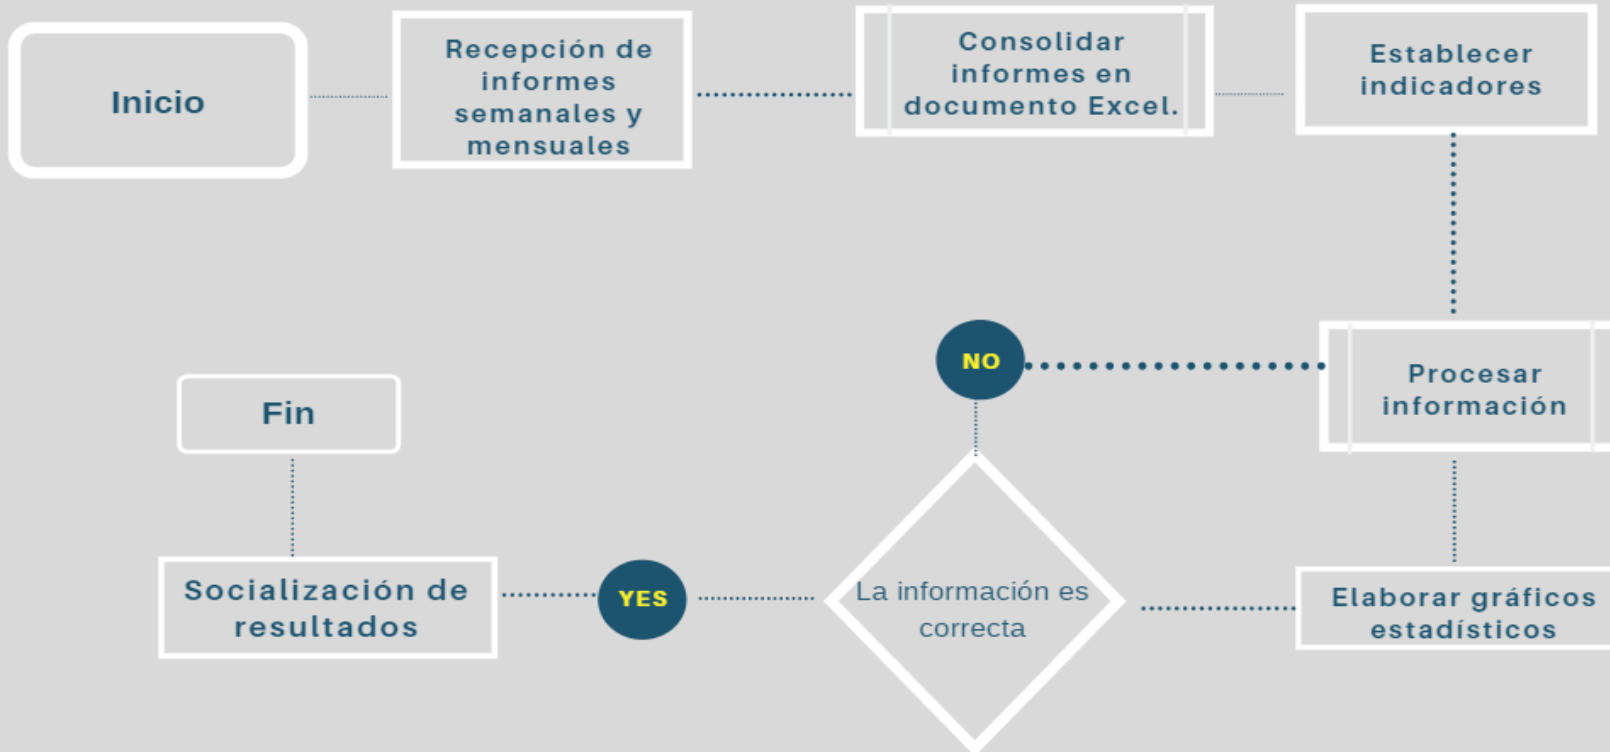 Inicio
Recepción de
informes
semanales y
mensuales
Consolidar
informes en
documento Excel.
Establecer
indicadores
Procesar
información
Elaborar gráficos
estadísticos
La información es
correcta
NO
YES
Socialización de
resultados
Fin